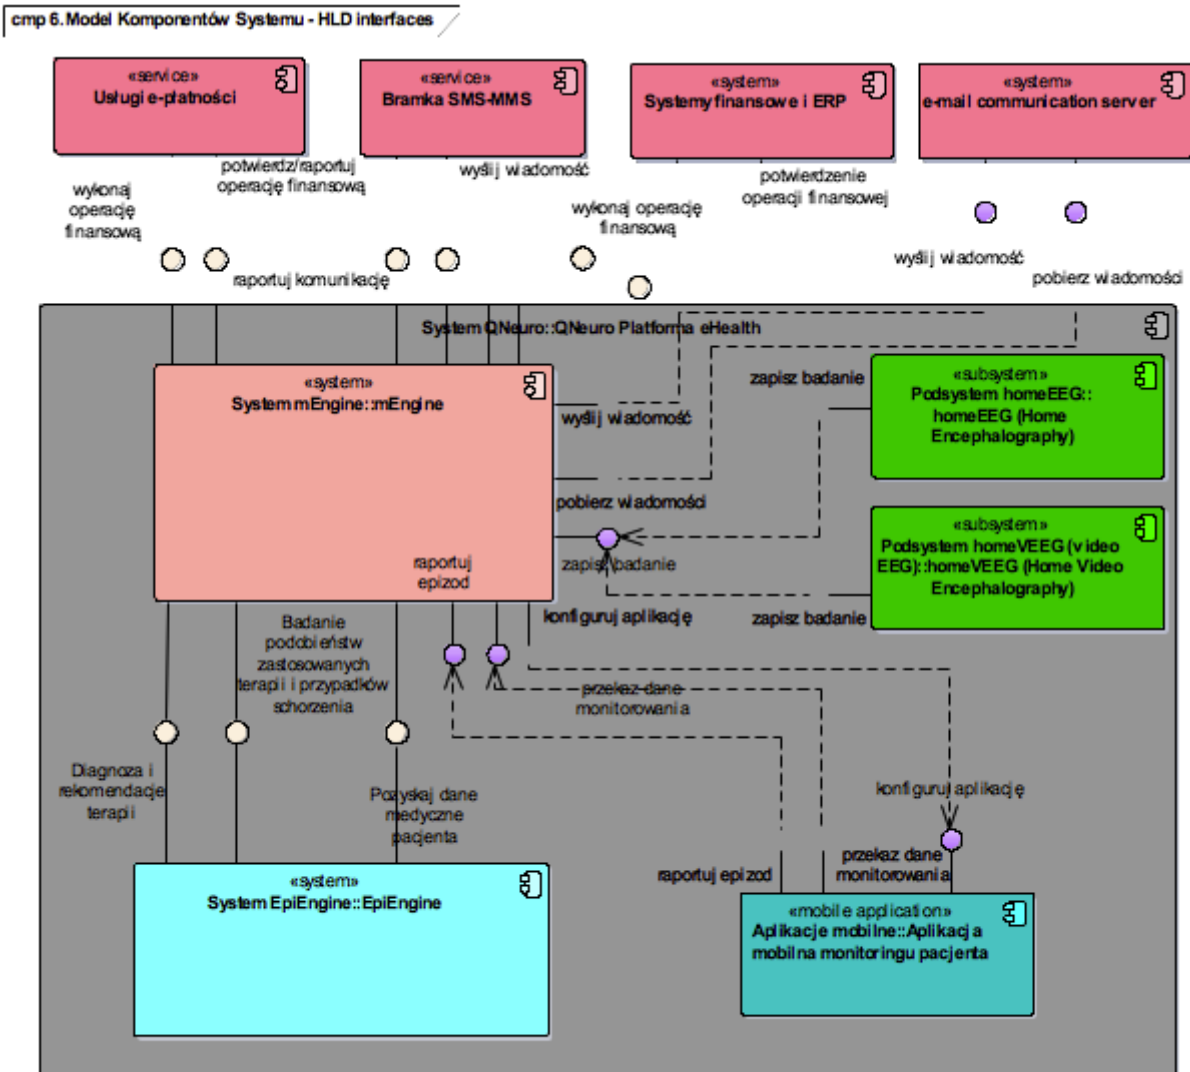 cmp 6. Model Komponentów Systemu - HLD interfaces
«service»
Usługi e-płatności
«service»
Bramka SMS-MMS
«system»
Systemy finansowe i ERP
«system»
e-mail communication server
potwierdz/raportuj
operację finansową
wykonaj
operację
finansową
wyślij wiadomość
potwierdzenie
operacji finansowej
wykonaj operację
finansową
raportuj komunikację
wyślij wiadomość
pobierz wiadomości
System QNeuro::QNeuro Platforma eHealth
«system»
System mEngine::mEngine
wyślij wiadomość
pobierz wiadomości
zapisz badanie
«subsystem»
Podsystem homeEEG::
homeEEG (Home
Encephalography)
zapisz badanie
«subsystem»
Podsystem homeVEEG (video
EEG)::homeVEEG (Home Video
Encephalography)
zapisz badanie
raportuj
epizod
konfiguruj aplikację
Badanie
podobieństw
zastosowanych
terapii i przypadków
schorzenia
przekaz dane
monitorowania
Diagnoza i
rekomendacje
terapii
Pozyskaj dane
medyczne
pacjenta
konfiguruj aplikację
raportuj epizod
przekaz dane
monitorowania
«system»
System EpiEngine::EpiEngine
«mobile application»
Aplikacje mobilne::Aplikacja
mobilna monitoringu pacjenta